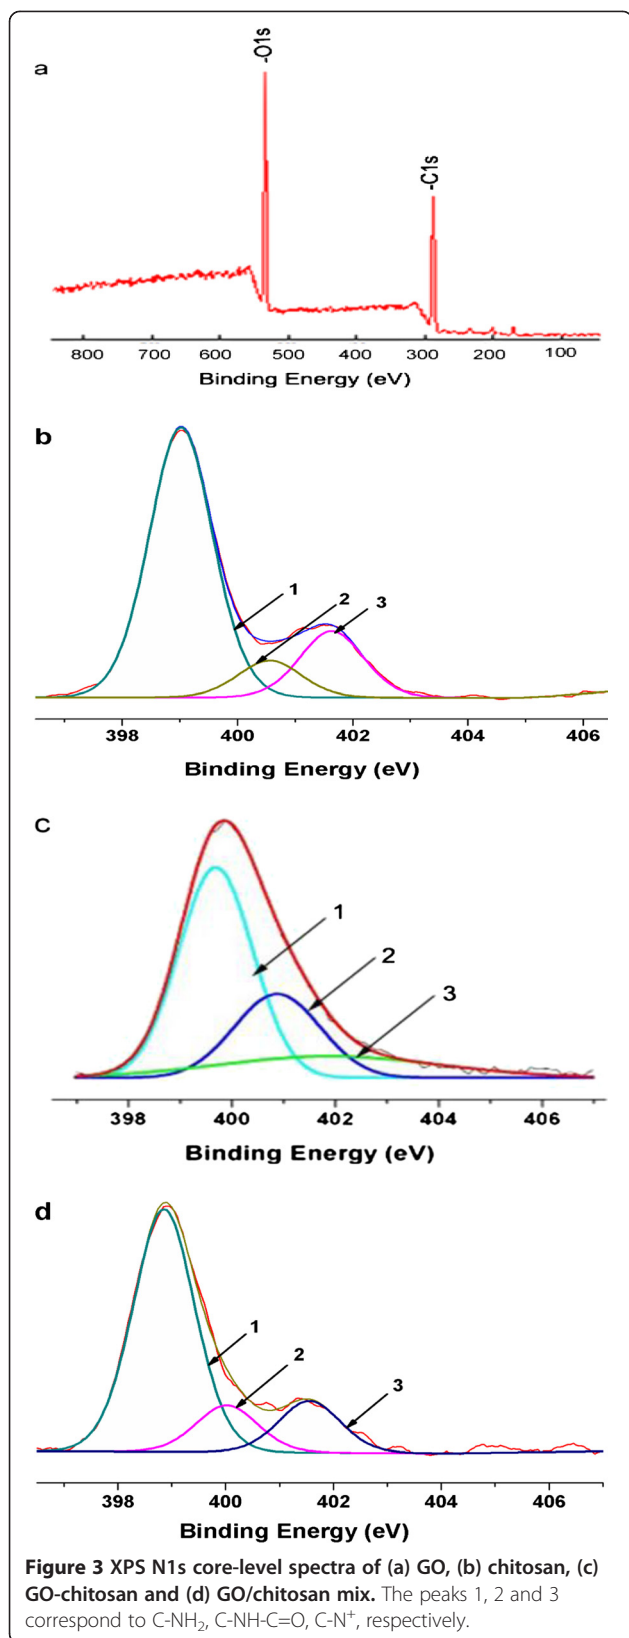 a
-O1s
-C1s
800 700 600 500 400 300 200 100
Binding Energy (eV)
b
1
2
3
398 400 402 404 406
Binding Energy (eV)
c
1
2
3
398 400 402 404 406
Binding Energy (eV)
d
1
2
3
398 400 402 404 406
Binding Energy (eV)
Figure 3 XPS N1s core-level spectra of (a) GO, (b) chitosan, (c)
GO-chitosan and (d) GO/chitosan mix. The peaks 1, 2 and 3
correspond to C-NH₂, C-NH-C=O, C-N⁺, respectively.